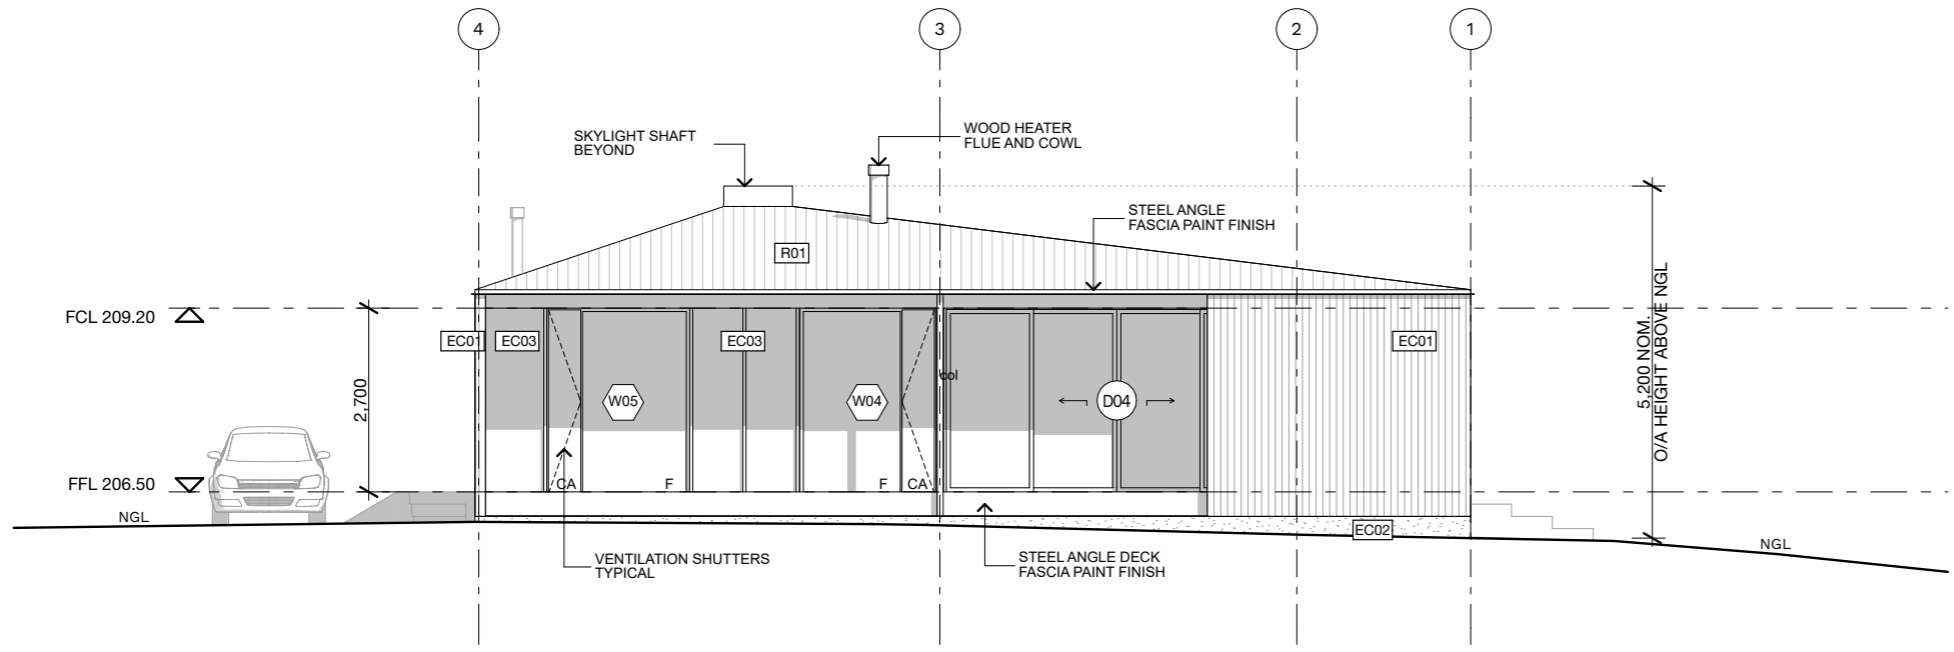 4
3
2
1
SKYLIGHT SHAFT
BEYOND
WOOD HEATER
FLUE AND COWL
STEEL ANGLE
FASCIA PAINT FINISH
R01
FCL 209.20
EC01
EC03
EC03
EC01
2,700
col
W05
W04
D04
5,200 NOM.
O/A HEIGHT ABOVE NGL
FFL 206.50
CA
F
F
CA
NGL
EC02
NGL
VENTILATION SHUTTERS
TYPICAL
STEEL ANGLE DECK
FASCIA PAINT FINISH